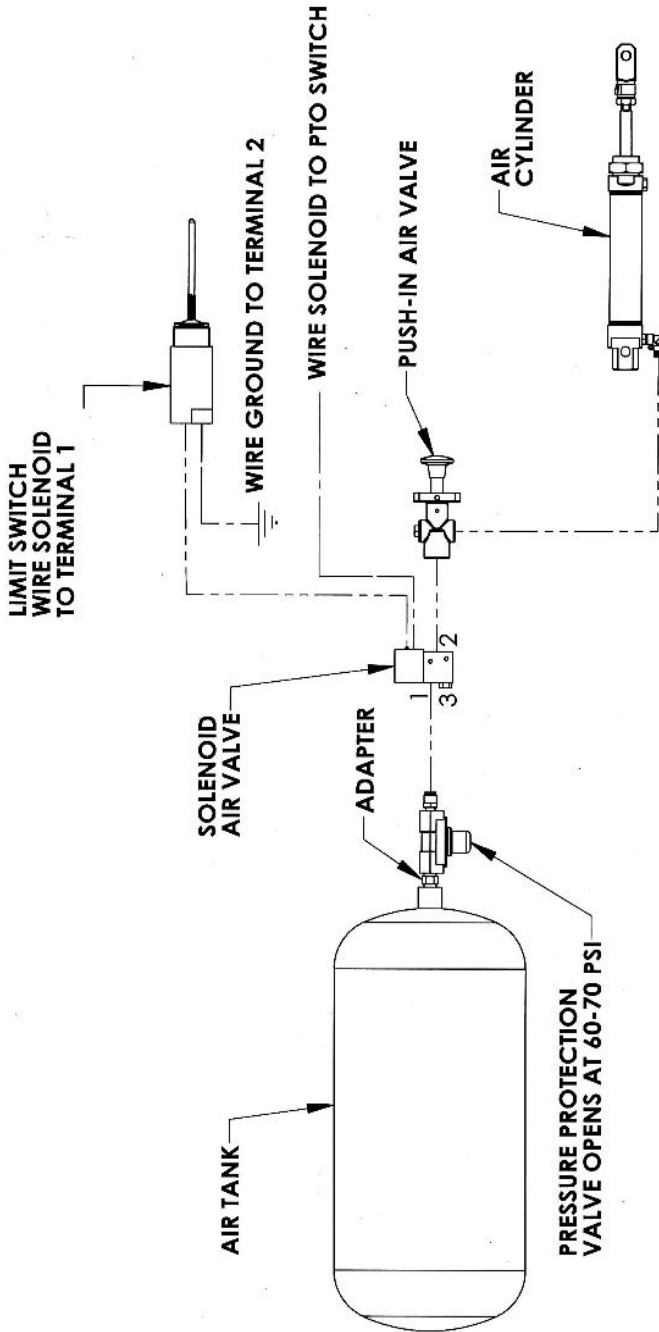 LIMIT SWITCH
WIRE SOLENOID
TO TERMINAL 1
WIRE GROUND TO TERMINAL 2
WIRE SOLENOID TO PTO SWITCH
SOLENOID
AIR VALVE
1
2
3
PUSH-IN AIR VALVE
AIR
CYLINDER
ADAPTER
AIR TANK
PRESSURE PROTECTION
VALVE OPENS AT 60-70 PSI